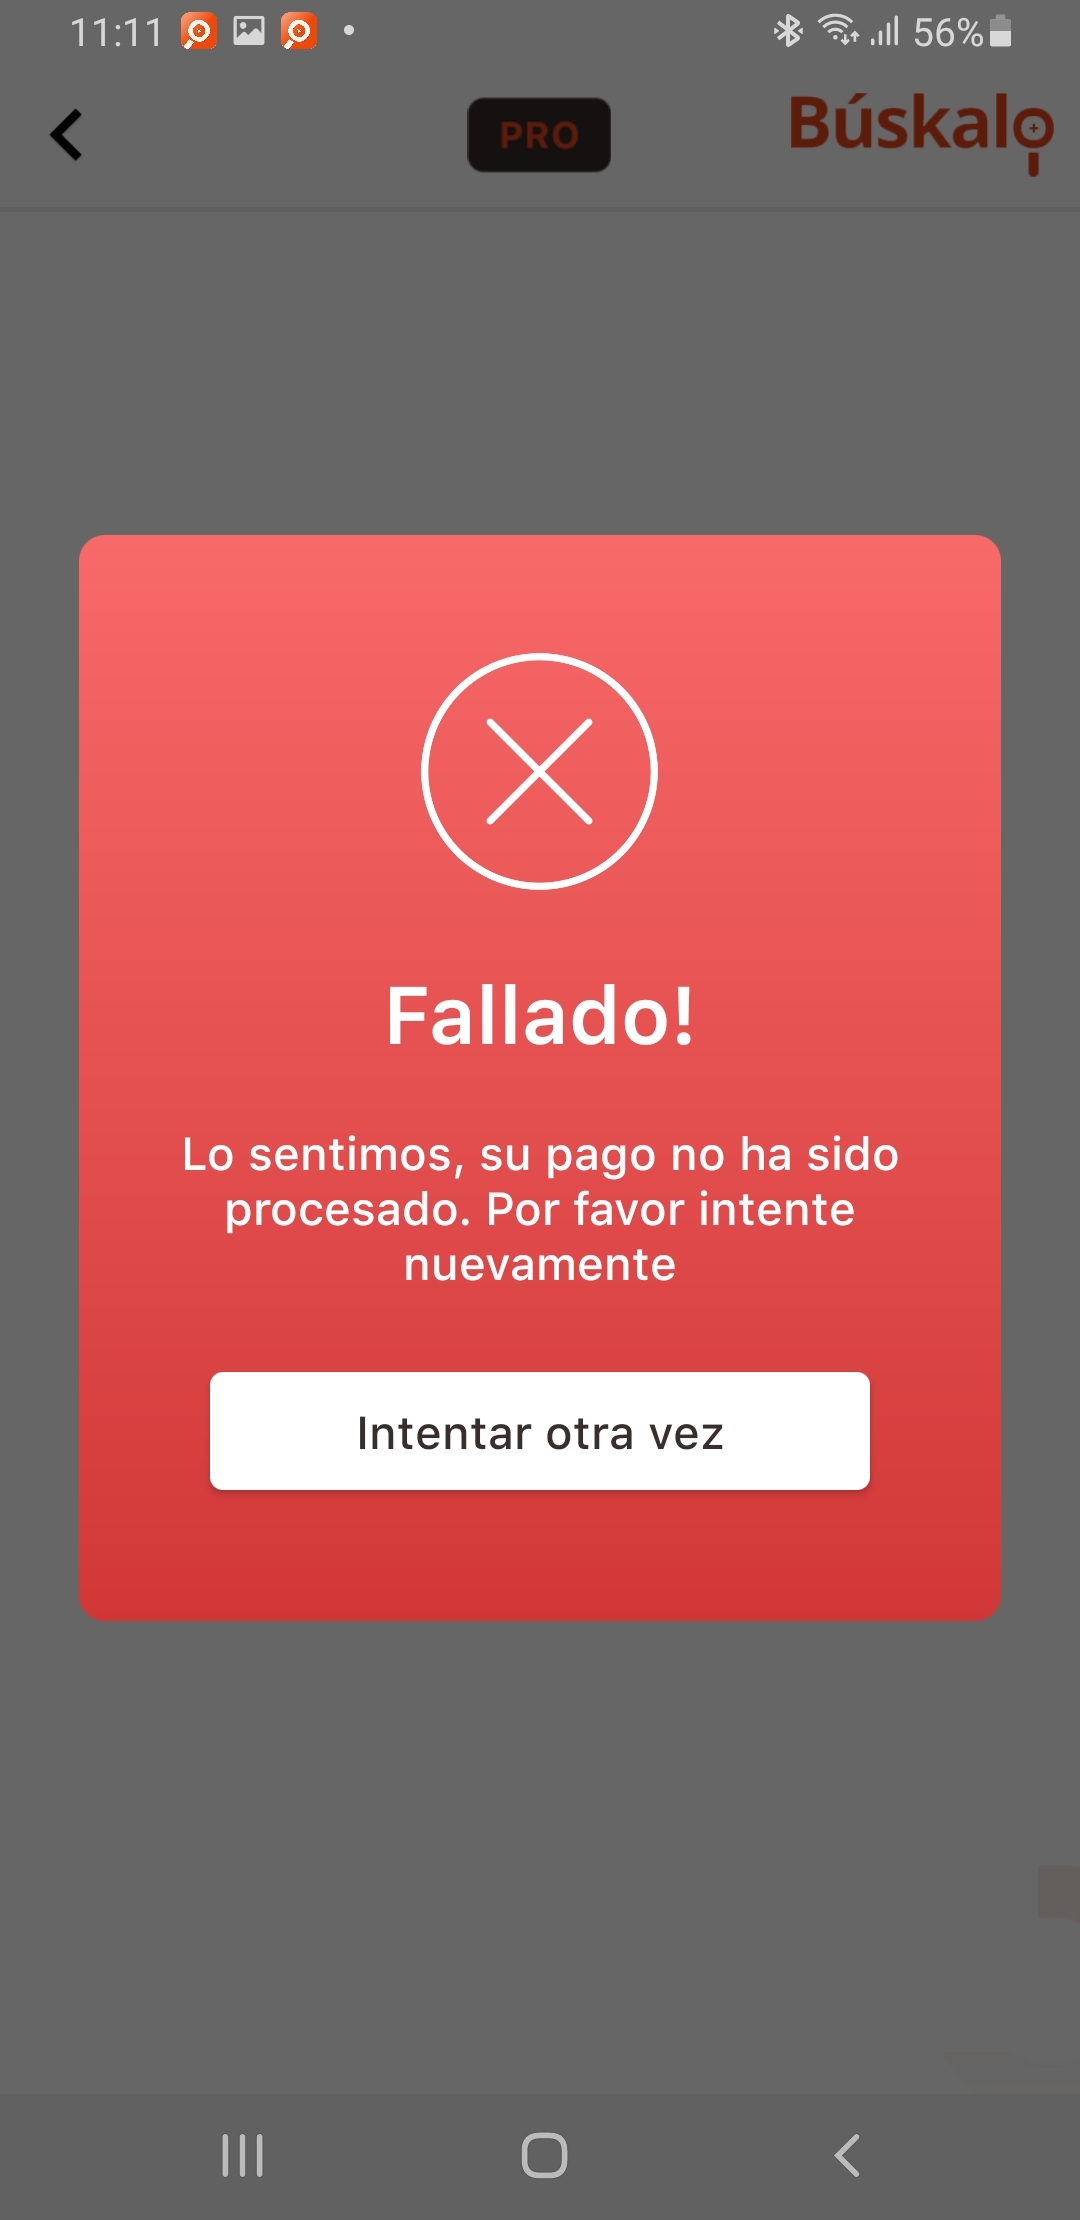 11:11
56%
PRO
Búskalo
Fallado!
Lo sentimos, su pago no ha sido
procesado. Por favor intente
nuevamente
Intentar otra vez